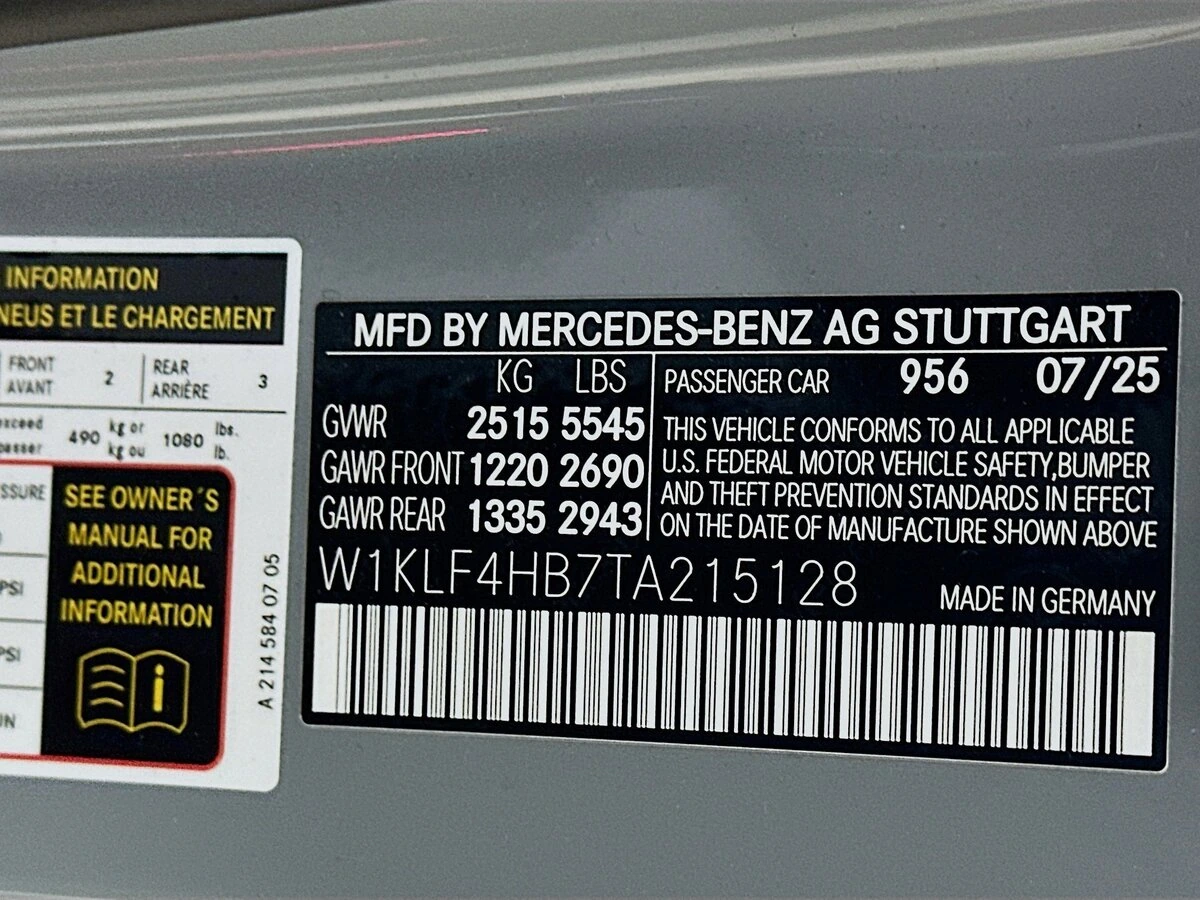 INFORMATION
NEUS ET LE CHARGEMENT
FRONT
AVANT
2
REAR
ARRIÈRE
3
490 kg or
kg ou
1080 lbs.
lb.
SEE OWNER´S
MANUAL FOR
ADDITIONAL
INFORMATION
PSI
PSI
A 214 584 07 05
MFD BY MERCEDES-BENZ AG STUTTGART
KG LBS
GVWR 2515 5545
GAWR FRONT 1220 2690
GAWR REAR 1335 2943
PASSENGER CAR 956 07/25
THIS VEHICLE CONFORMS TO ALL APPLICABLE
U.S. FEDERAL MOTOR VEHICLE SAFETY,BUMPER
AND THEFT PREVENTION STANDARDS IN EFFECT
ON THE DATE OF MANUFACTURE SHOWN ABOVE
W1KLF4HB7TA215128
MADE IN GERMANY